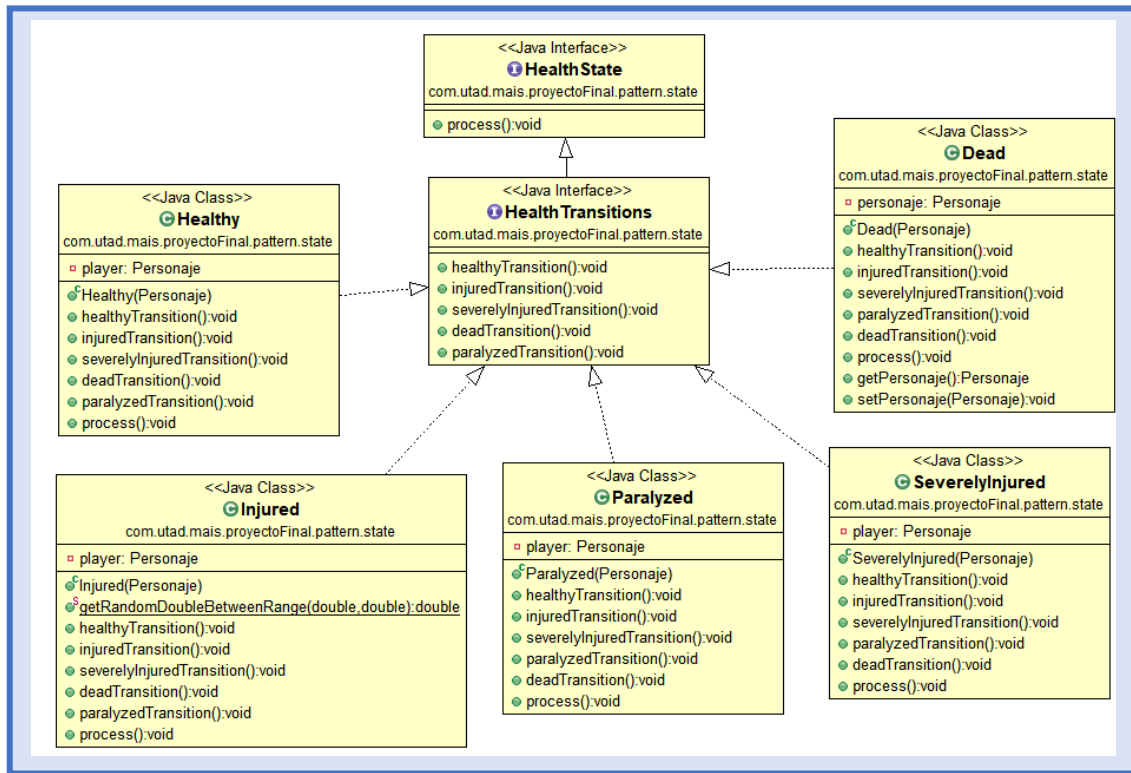 <<Java Interface>>
HealthState
com.utad.mais.proyectoFinal.pattern.state
process():void
<<Java Class>>
Dead
com.utad.mais.proyectoFinal.pattern.state
personaje: Personaje
Dead(Personaje)
healthyTransition():void
injuredTransition():void
severelyInjuredTransition():void
paralyzedTransition():void
deadTransition():void
process():void
getPersonaje():Personaje
setPersonaje(Personaje):void
<<Java Class>>
Healthy
com.utad.mais.proyectoFinal.pattern.state
player: Personaje
Healthy(Personaje)
healthyTransition():void
injuredTransition():void
severelyInjuredTransition():void
deadTransition():void
paralyzedTransition():void
process():void
<<Java Interface>>
HealthTransitions
com.utad.mais.proyectoFinal.pattern.state
healthyTransition():void
injuredTransition():void
severelyInjuredTransition():void
deadTransition():void
paralyzedTransition():void
<<Java Class>>
Injured
com.utad.mais.proyectoFinal.pattern.state
player: Personaje
Injured(Personaje)
getRandomDoubleBetweenRange(double,double):double
healthyTransition():void
injuredTransition():void
severelyInjuredTransition():void
deadTransition():void
paralyzedTransition():void
process():void
<<Java Class>>
Paralyzed
com.utad.mais.proyectoFinal.pattern.state
player: Personaje
Paralyzed(Personaje)
healthyTransition():void
injuredTransition():void
severelyInjuredTransition():void
paralyzedTransition():void
deadTransition():void
process():void
<<Java Class>>
SeverelyInjured
com.utad.mais.proyectoFinal.pattern.state
player: Personaje
SeverelyInjured(Personaje)
healthyTransition():void
injuredTransition():void
severelyInjuredTransition():void
paralyzedTransition():void
deadTransition():void
process():void